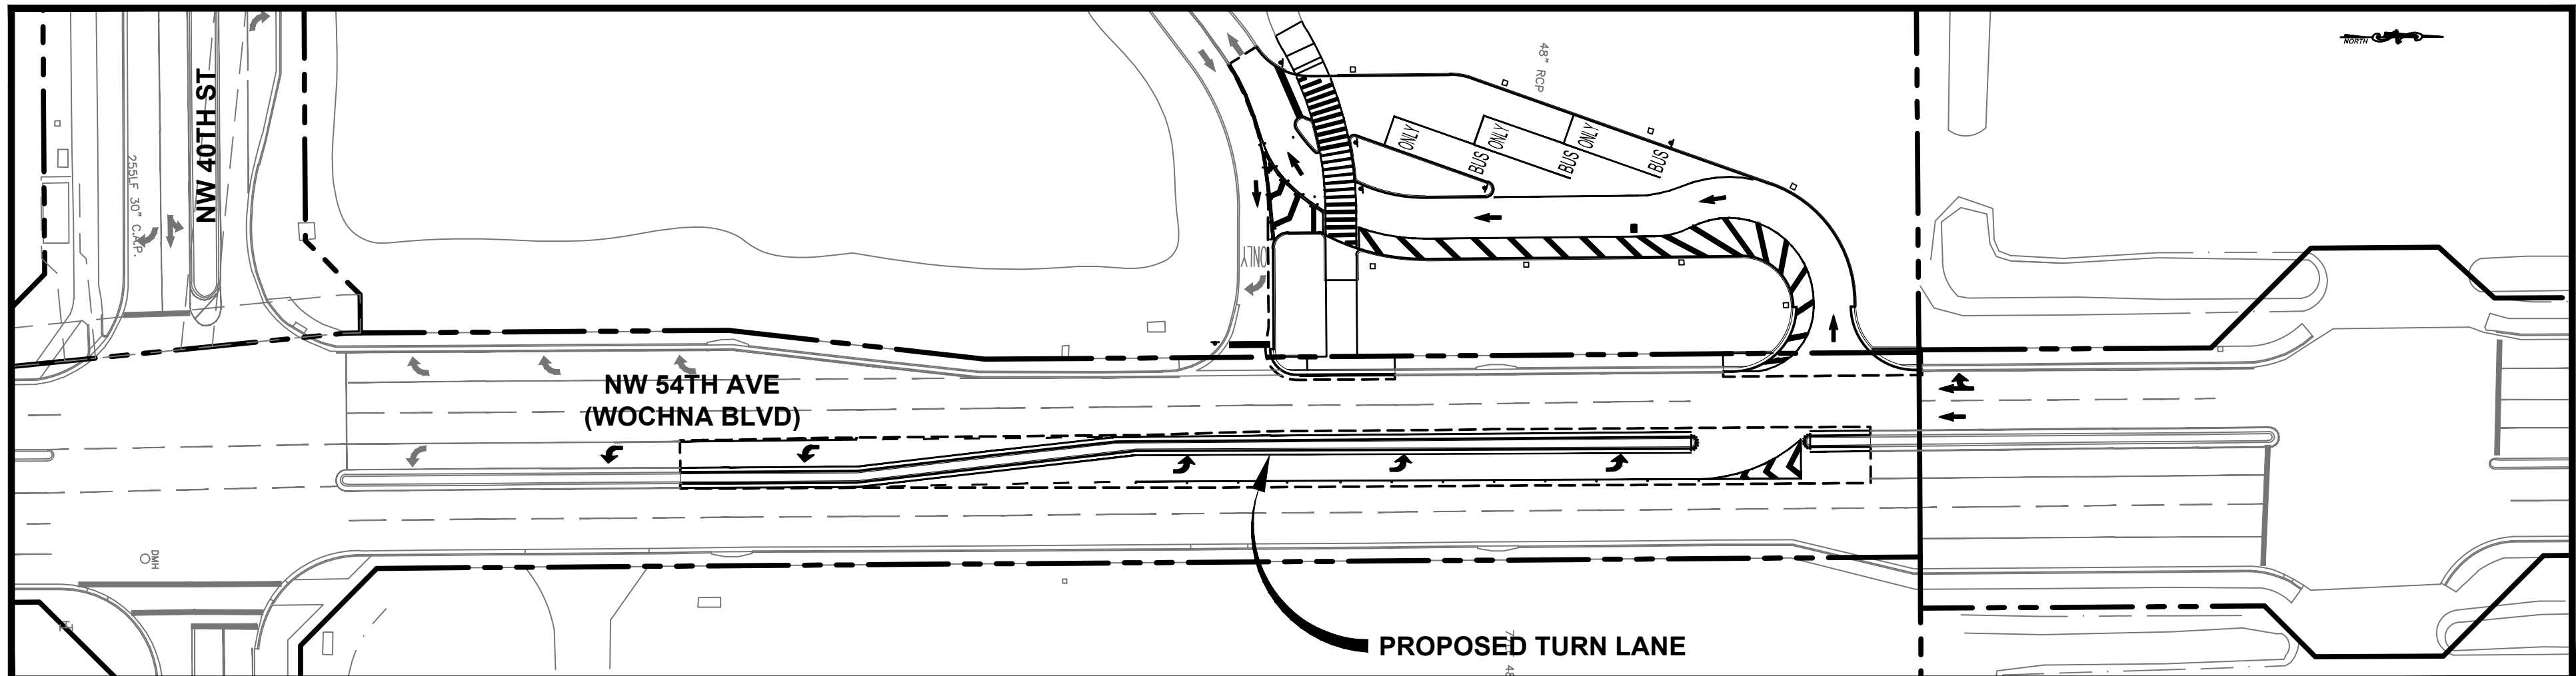 NORTH
48" RCP
NW 40TH ST
255LF 30" C.A.P.
ONLY
ONLY
ONLY
BUS
BUS
BUS
ONLY
NW 54TH AVE
(WOCHNA BLVD)
DMH
PROPOSED TURN LANE